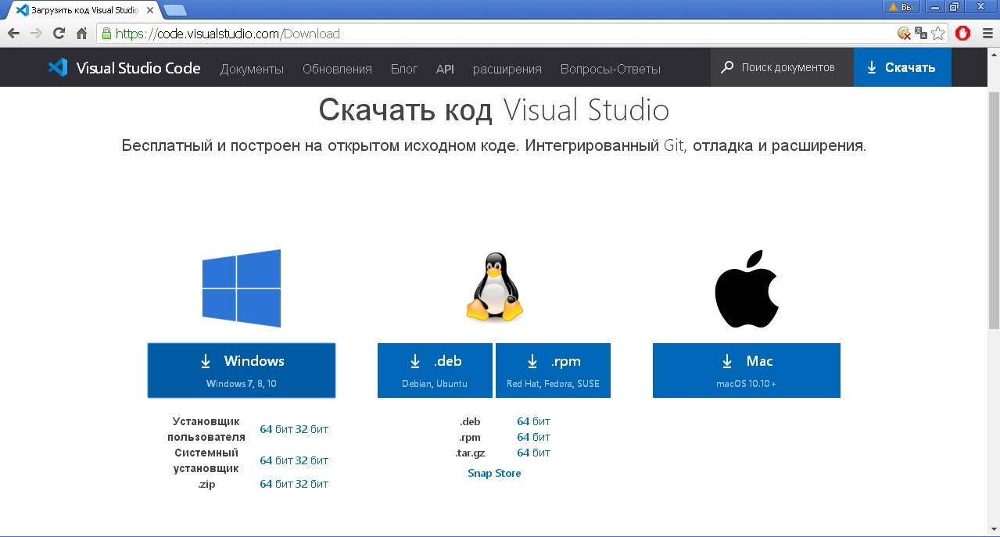 Загрузить код Visual Studio
Вы
https://code.visualstudio.com/Download
Visual Studio Code Документы Обновления Блог API расширения Вопросы-Ответы Поиск документов Скачать
Скачать код Visual Studio
Бесплатный и построен на открытом исходном коде. Интегрированный Git, отладка и расширения.
Windows
Windows 7, 8, 10
.deb
Debian, Ubuntu
.rpm
Red Hat, Fedora, SUSE
Mac
macOS 10.10+
Установщик
пользователя
64 бит 32 бит
Системный
установщик
64 бит 32 бит
.zip 64 бит 32 бит
.deb 64 бит
.rpm 64 бит
.tar.gz 64 бит
Snap Store